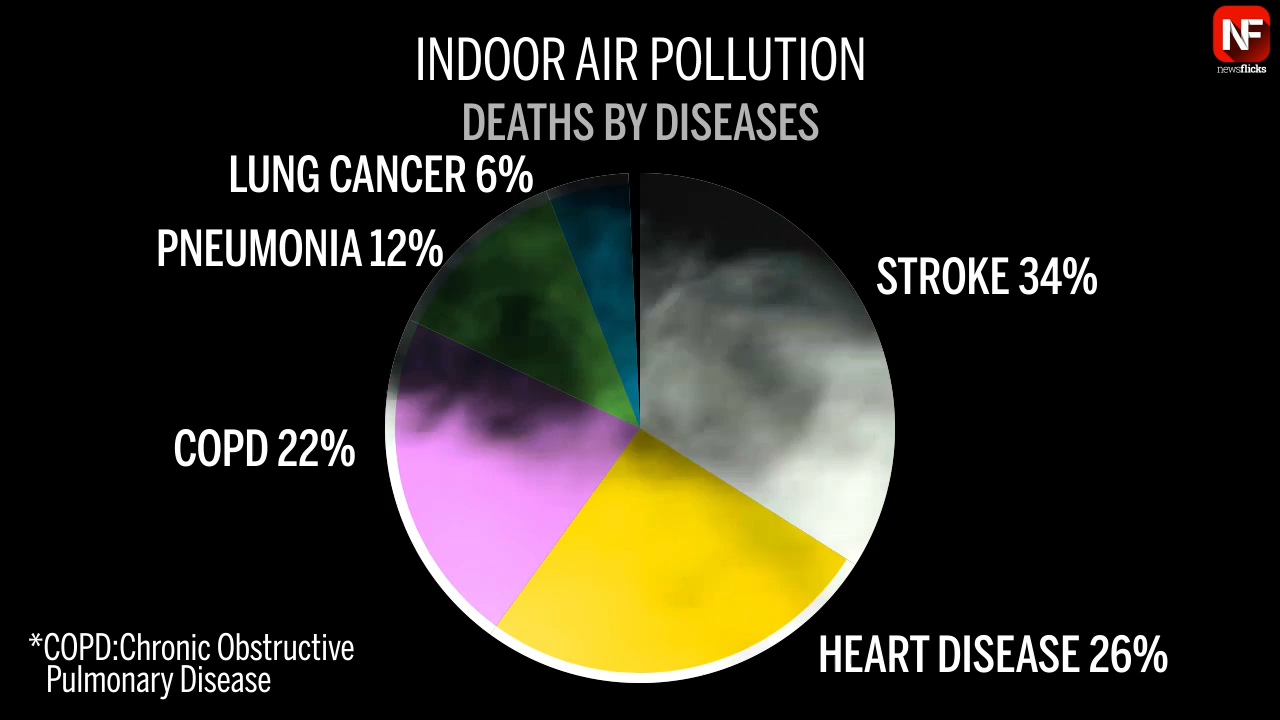 NF
newsflicks
INDOOR AIR POLLUTION
DEATHS BY DISEASES
LUNG CANCER 6%
PNEUMONIA 12%
STROKE 34%
COPD 22%
HEART DISEASE 26%
*COPD:Chronic Obstructive
Pulmonary Disease